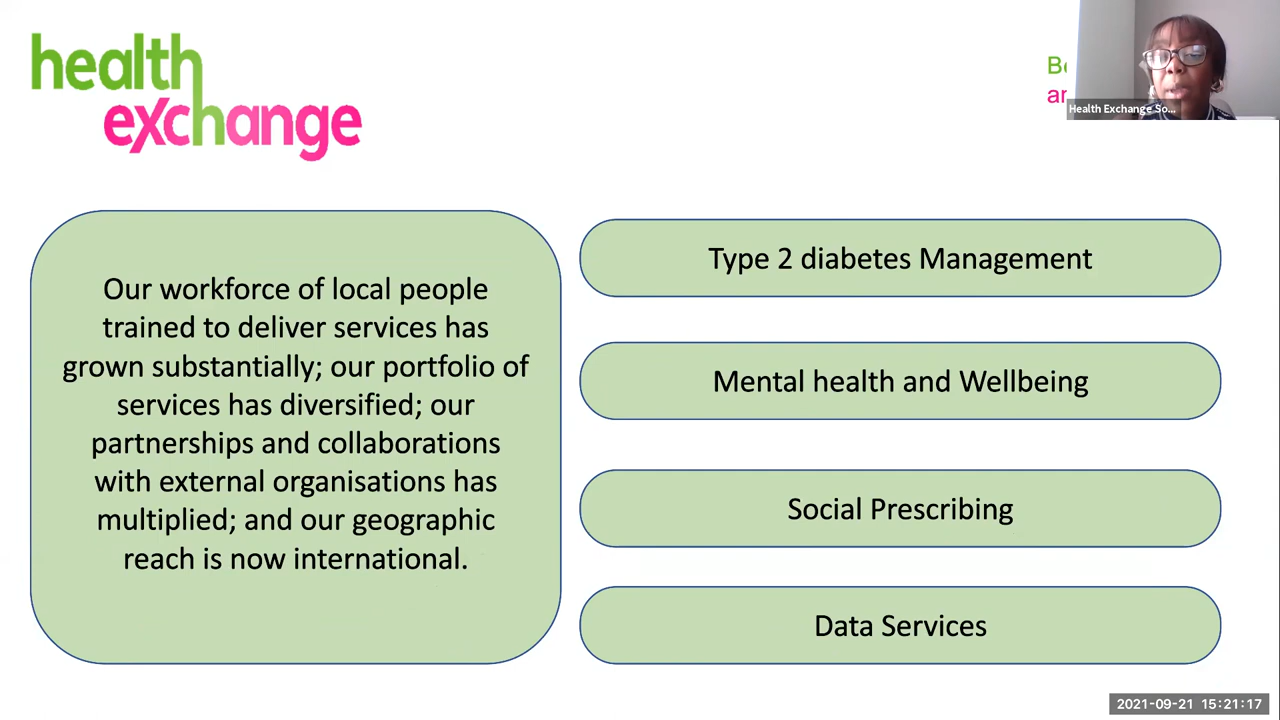 health
exchange
Health Exchange So...
Our workforce of local people
trained to deliver services has
grown substantially; our portfolio of
services has diversified; our
partnerships and collaborations
with external organisations has
multiplied; and our geographic
reach is now international.
Type 2 diabetes Management
Mental health and Wellbeing
Social Prescribing
Data Services
2021-09-21 15:21:17